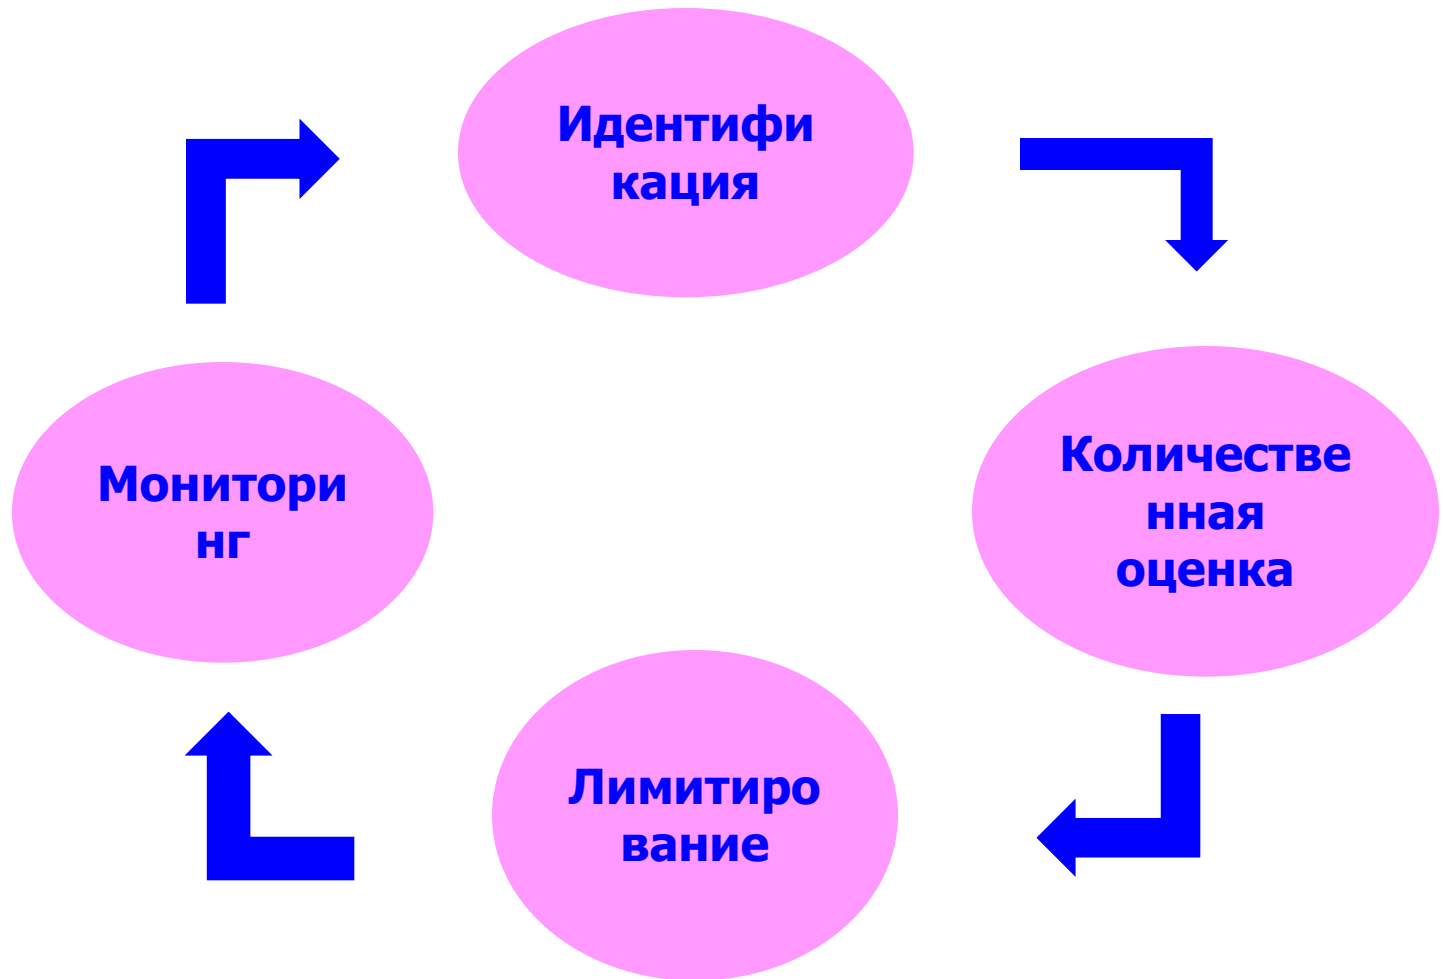 Идентифи
кация
Количестве
нная
оценка
Монитори
нг
Лимитиро
вание